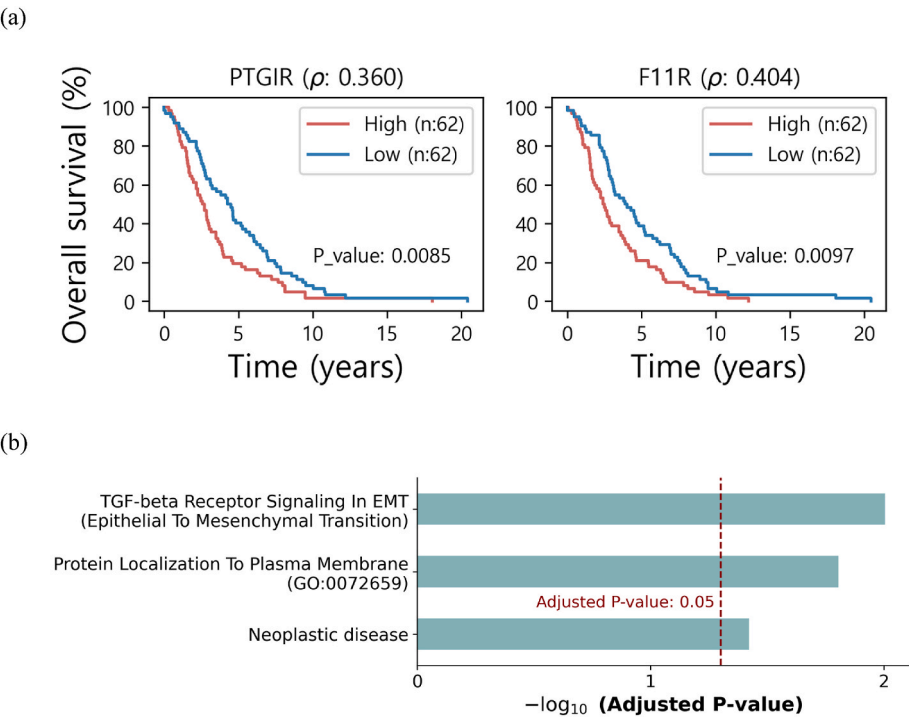 (a)
PTGIR (ρ: 0.360)
F11R (ρ: 0.404)
Overall survival (%)
100
80
60
40
20
0
High (n:62)
Low (n:62)
P_value: 0.0085
0
5
10
15
20
Time (years)
100
80
60
40
20
0
High (n:62)
Low (n:62)
P_value: 0.0097
0
5
10
15
20
Time (years)
(b)
TGF-beta Receptor Signaling In EMT
(Epithelial To Mesenchymal Transition)
Protein Localization To Plasma Membrane
(GO:0072659)
Adjusted P-value: 0.05
Neoplastic disease
0
1
2
−log₁₀ (Adjusted P-value)